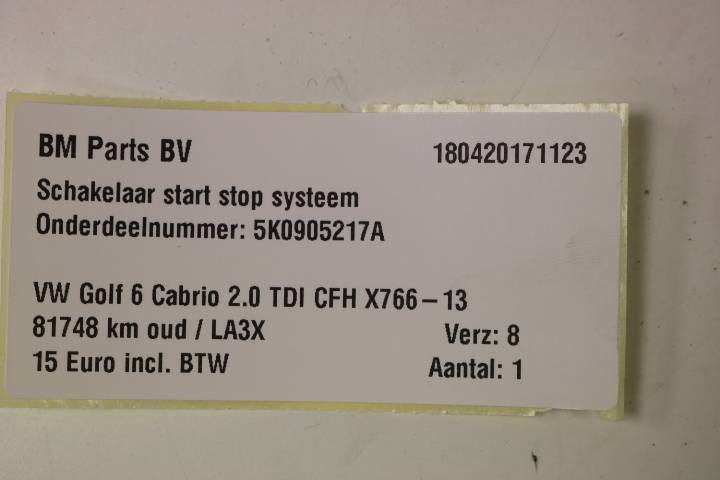 BM Parts BV 180420171123
Schakelaar start stop systeem
Onderdeelnummer: 5K0905217A
VW Golf 6 Cabrio 2.0 TDI CFH X766-13
81748 km oud / LA3X Verz: 8
15 Euro incl. BTW Aantal: 1